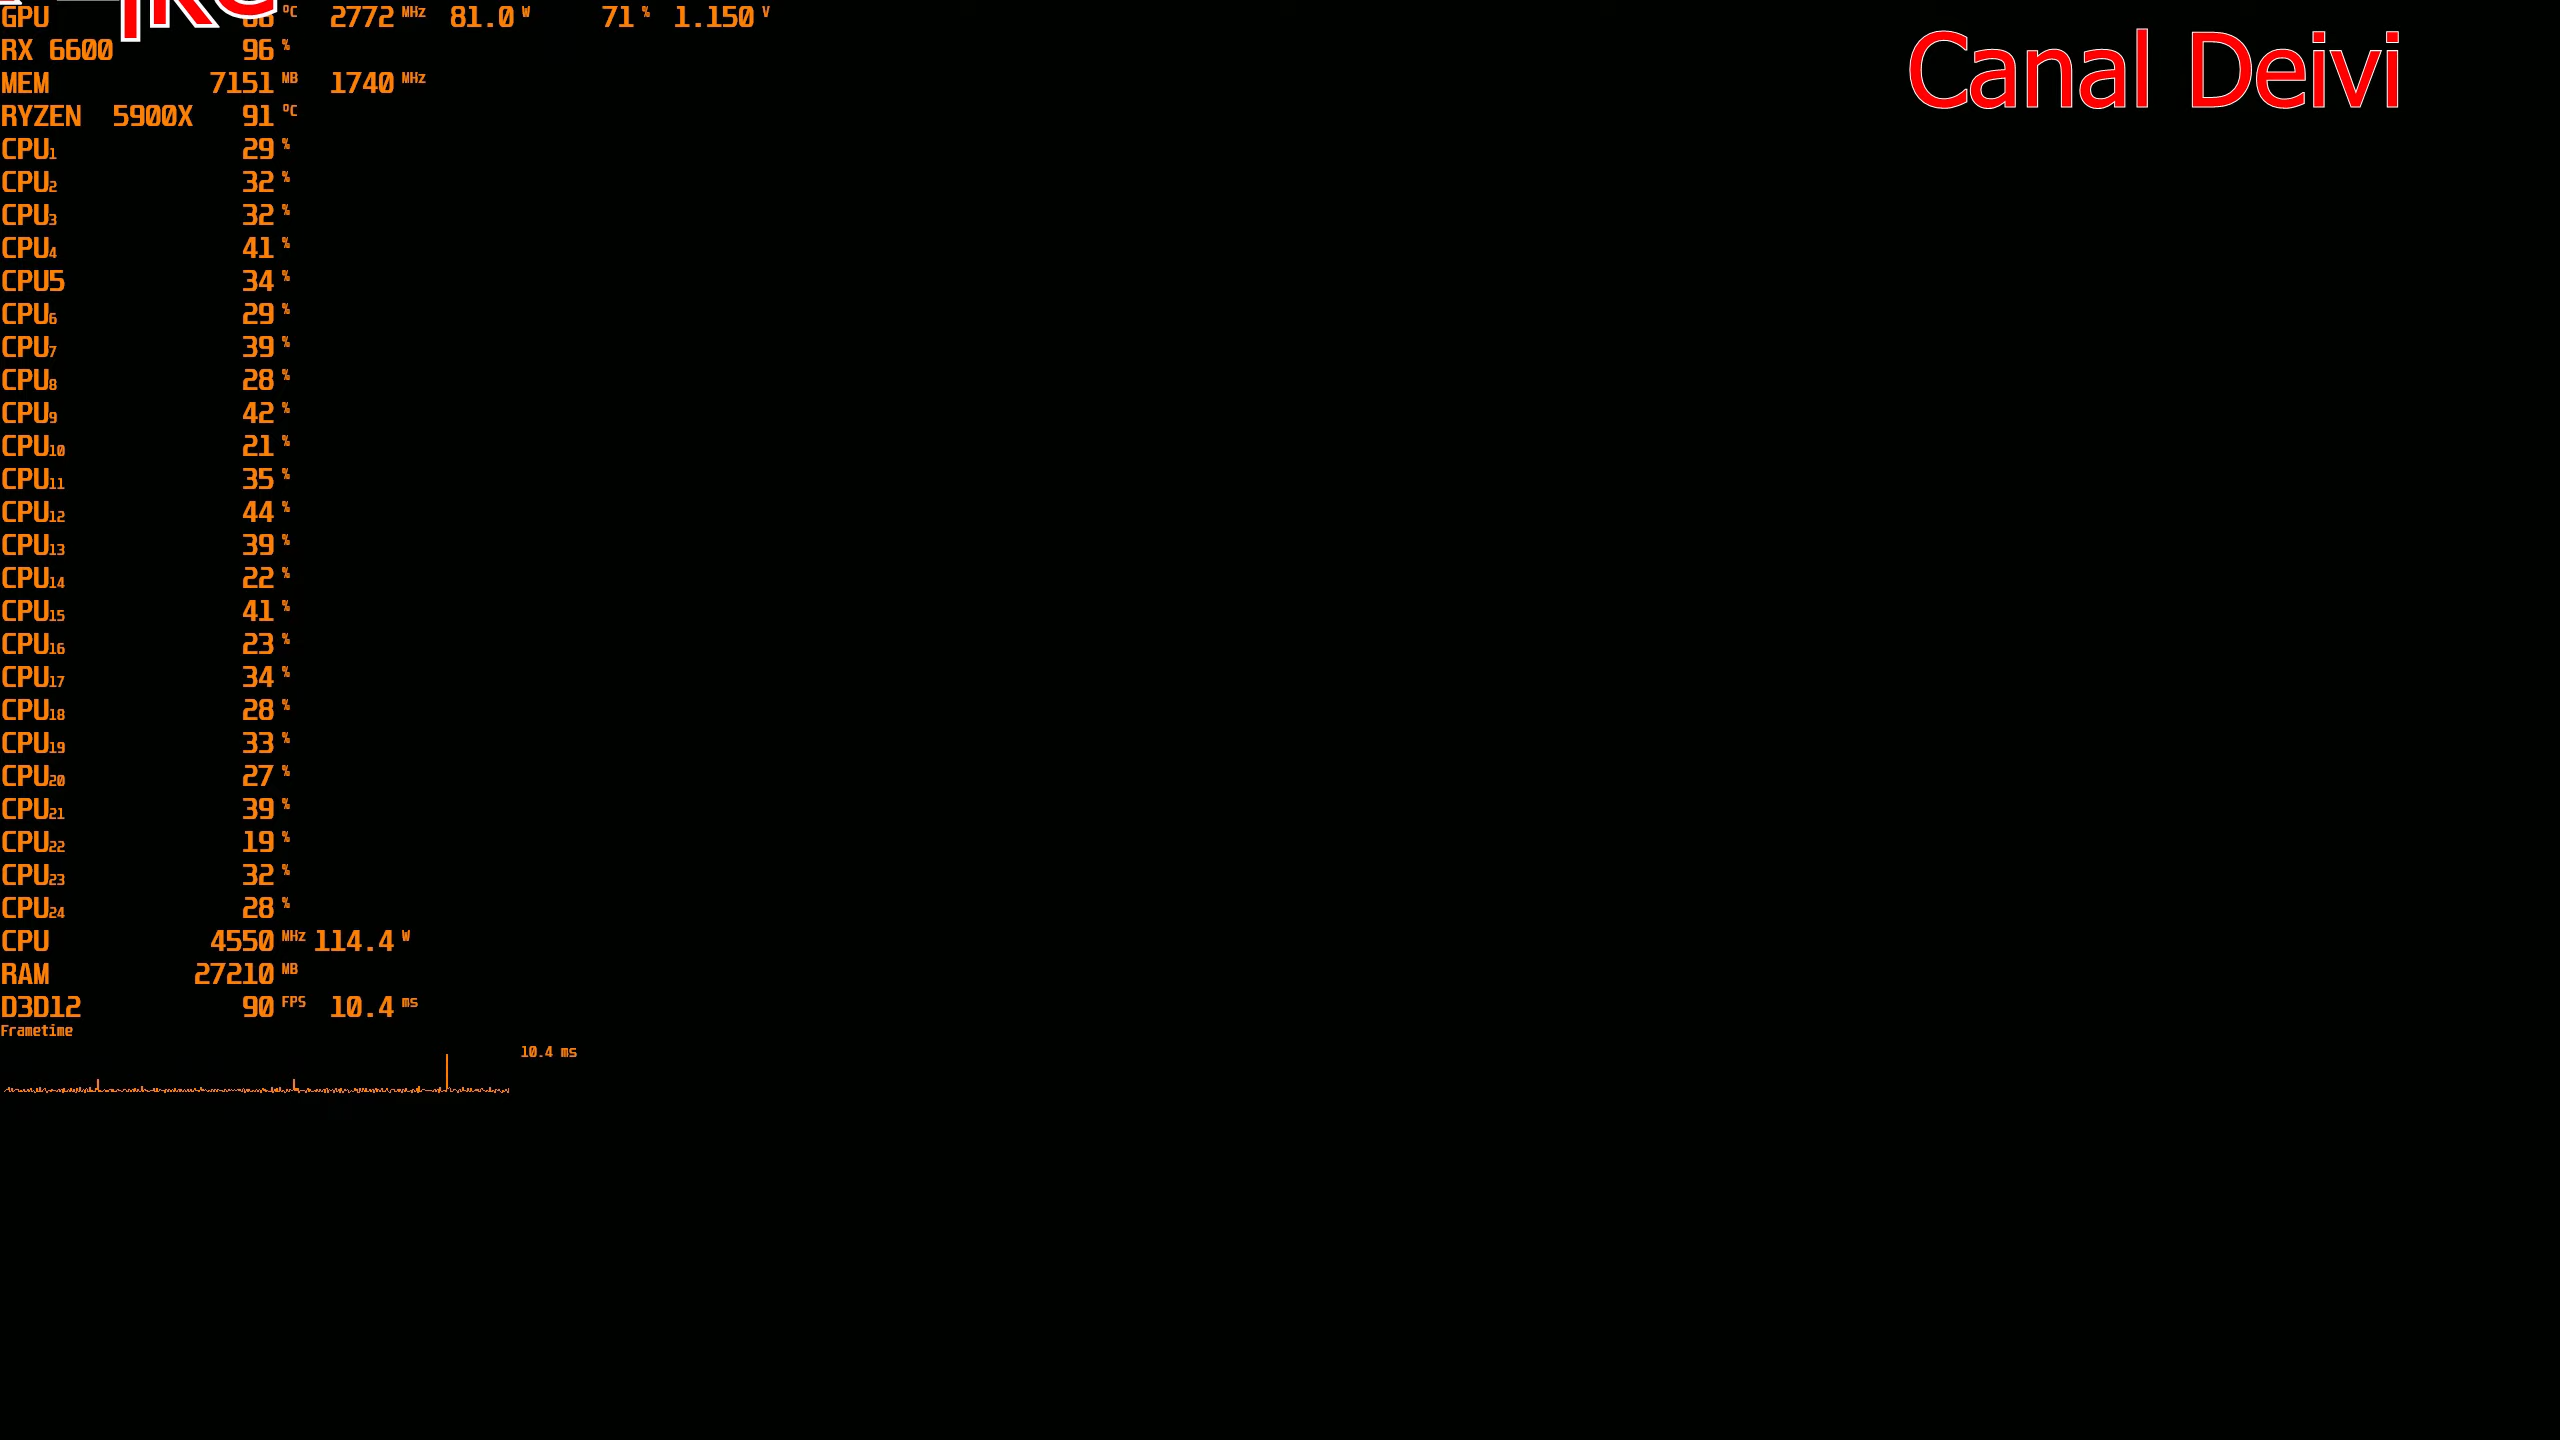 GPU °C 2772 MHz 81.0 W 71 % 1.150 V
RX 6600 96 %
MEM 7151 MB 1740 MHz
RYZEN 5900X 91 °C
CPU1 29 %
CPU2 32 %
CPU3 32 %
CPU4 41 %
CPU5 34 %
CPU6 29 %
CPU7 39 %
CPU8 28 %
CPU9 42 %
CPU10 21 %
CPU11 35 %
CPU12 44 %
CPU13 39 %
CPU14 22 %
CPU15 41 %
CPU16 23 %
CPU17 34 %
CPU18 28 %
CPU19 33 %
CPU20 27 %
CPU21 39 %
CPU22 19 %
CPU23 32 %
CPU24 28 %
CPU 4550 MHz 114.4 W
RAM 27210 MB
D3D12 90 FPS 10.4 ms
Frametime
10.4 ms
Canal Deivi